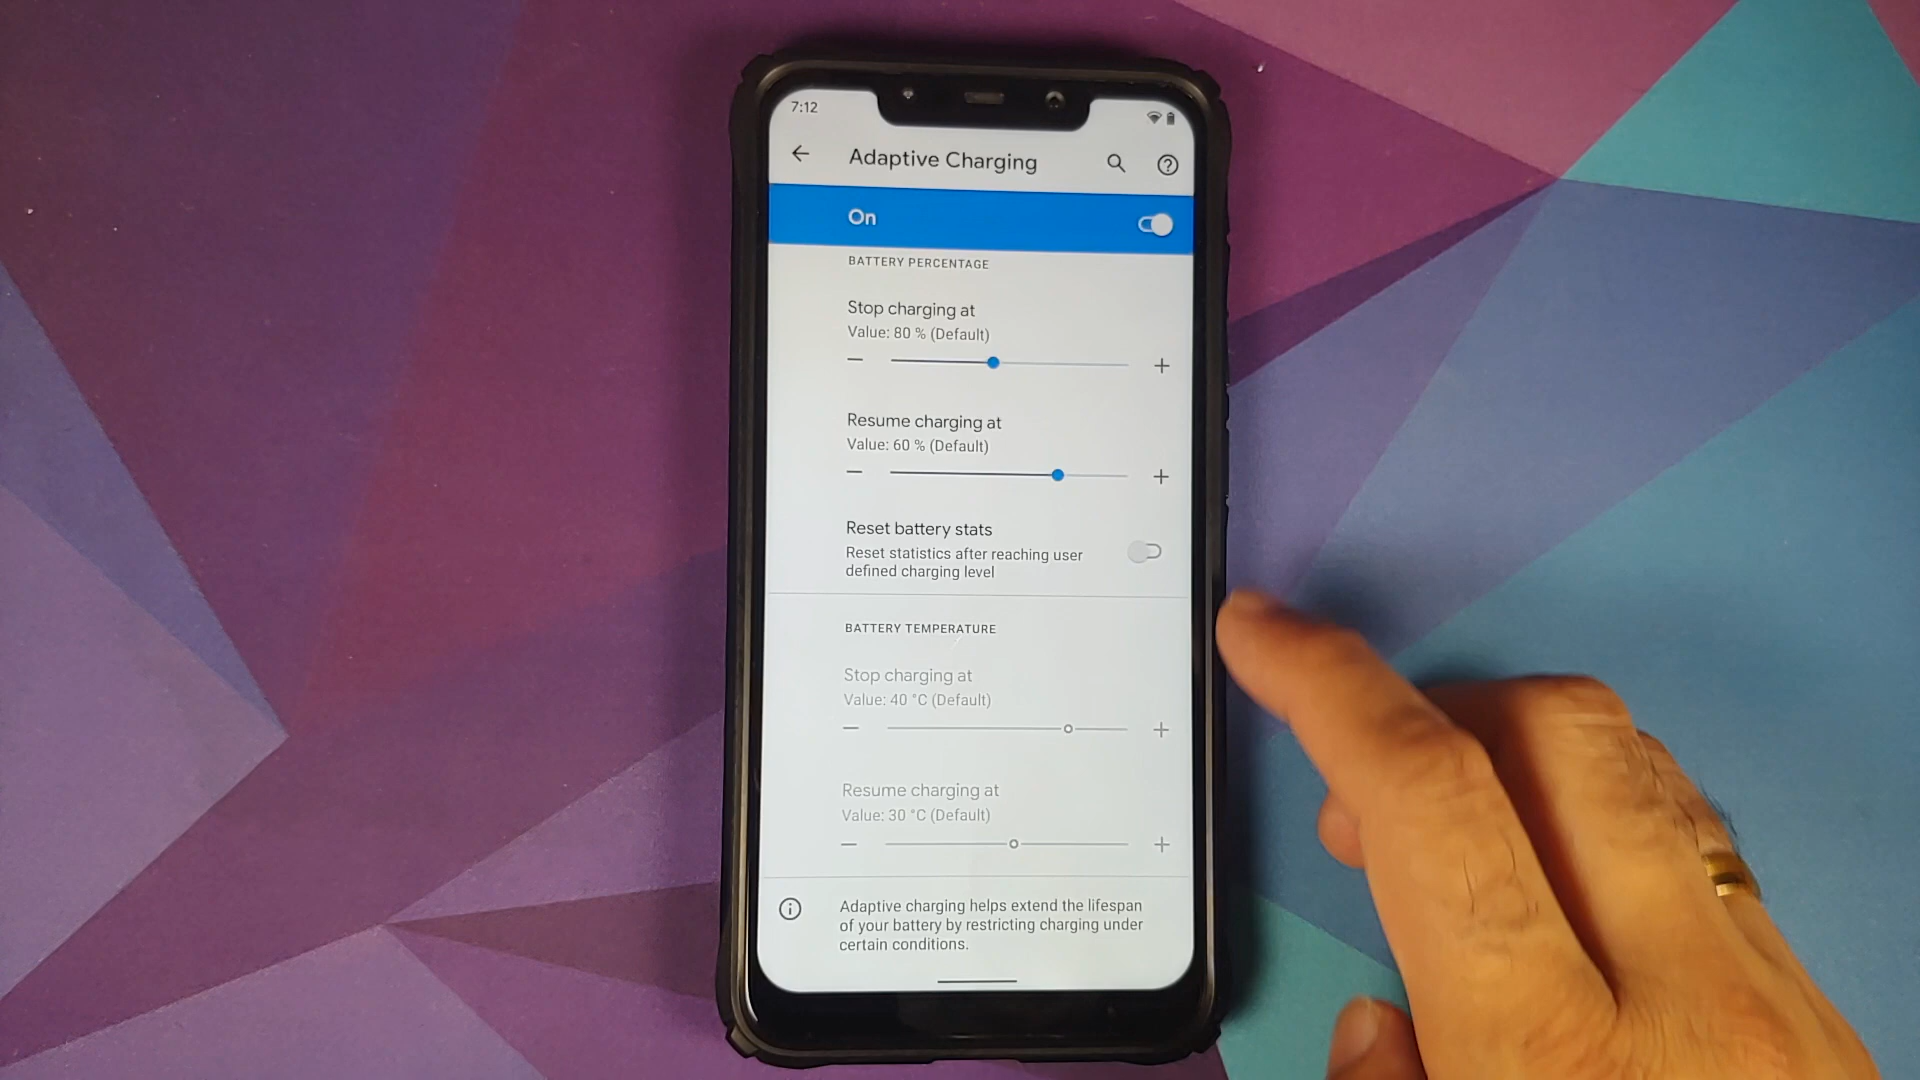 7:12
Adaptive Charging
On
BATTERY PERCENTAGE
Stop charging at
Value: 80 % (Default)
Resume charging at
Value: 60 % (Default)
Reset battery stats
Reset statistics after reaching user
defined charging level
BATTERY TEMPERATURE
Stop charging at
Value: 40 °C (Default)
Resume charging at
Value: 30 °C (Default)
Adaptive charging helps extend the lifespan
of your battery by restricting charging under
certain conditions.